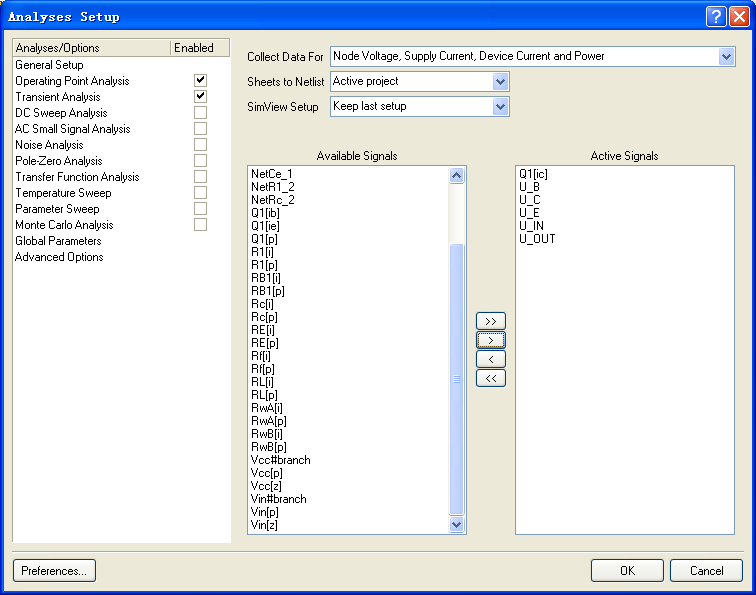 Analyses Setup
Analyses/Options Enabled
General Setup
Operating Point Analysis
Transient Analysis
DC Sweep Analysis
AC Small Signal Analysis
Noise Analysis
Pole-Zero Analysis
Transfer Function Analysis
Temperature Sweep
Parameter Sweep
Monte Carlo Analysis
Global Parameters
Advanced Options
Collect Data For Node Voltage, Supply Current, Device Current and Power
Sheets to Netlist Active project
SimView Setup Keep last setup
Available Signals
NetCe_1
NetR1_2
NetRc_2
Q1[ib]
Q1[ie]
Q1[p]
R1[i]
R1[p]
RB1[i]
RB1[p]
Rc[i]
Rc[p]
RE[i]
RE[p]
Rf[i]
Rf[p]
RL[i]
RL[p]
RwA[i]
RwA[p]
RwB[i]
RwB[p]
Vcc#branch
Vcc[p]
Vcc[z]
Vin#branch
Vin[p]
Vin[z]
>>
>
<
<<
Active Signals
Q1[ic]
U_B
U_C
U_E
U_IN
U_OUT
Preferences...
OK
Cancel